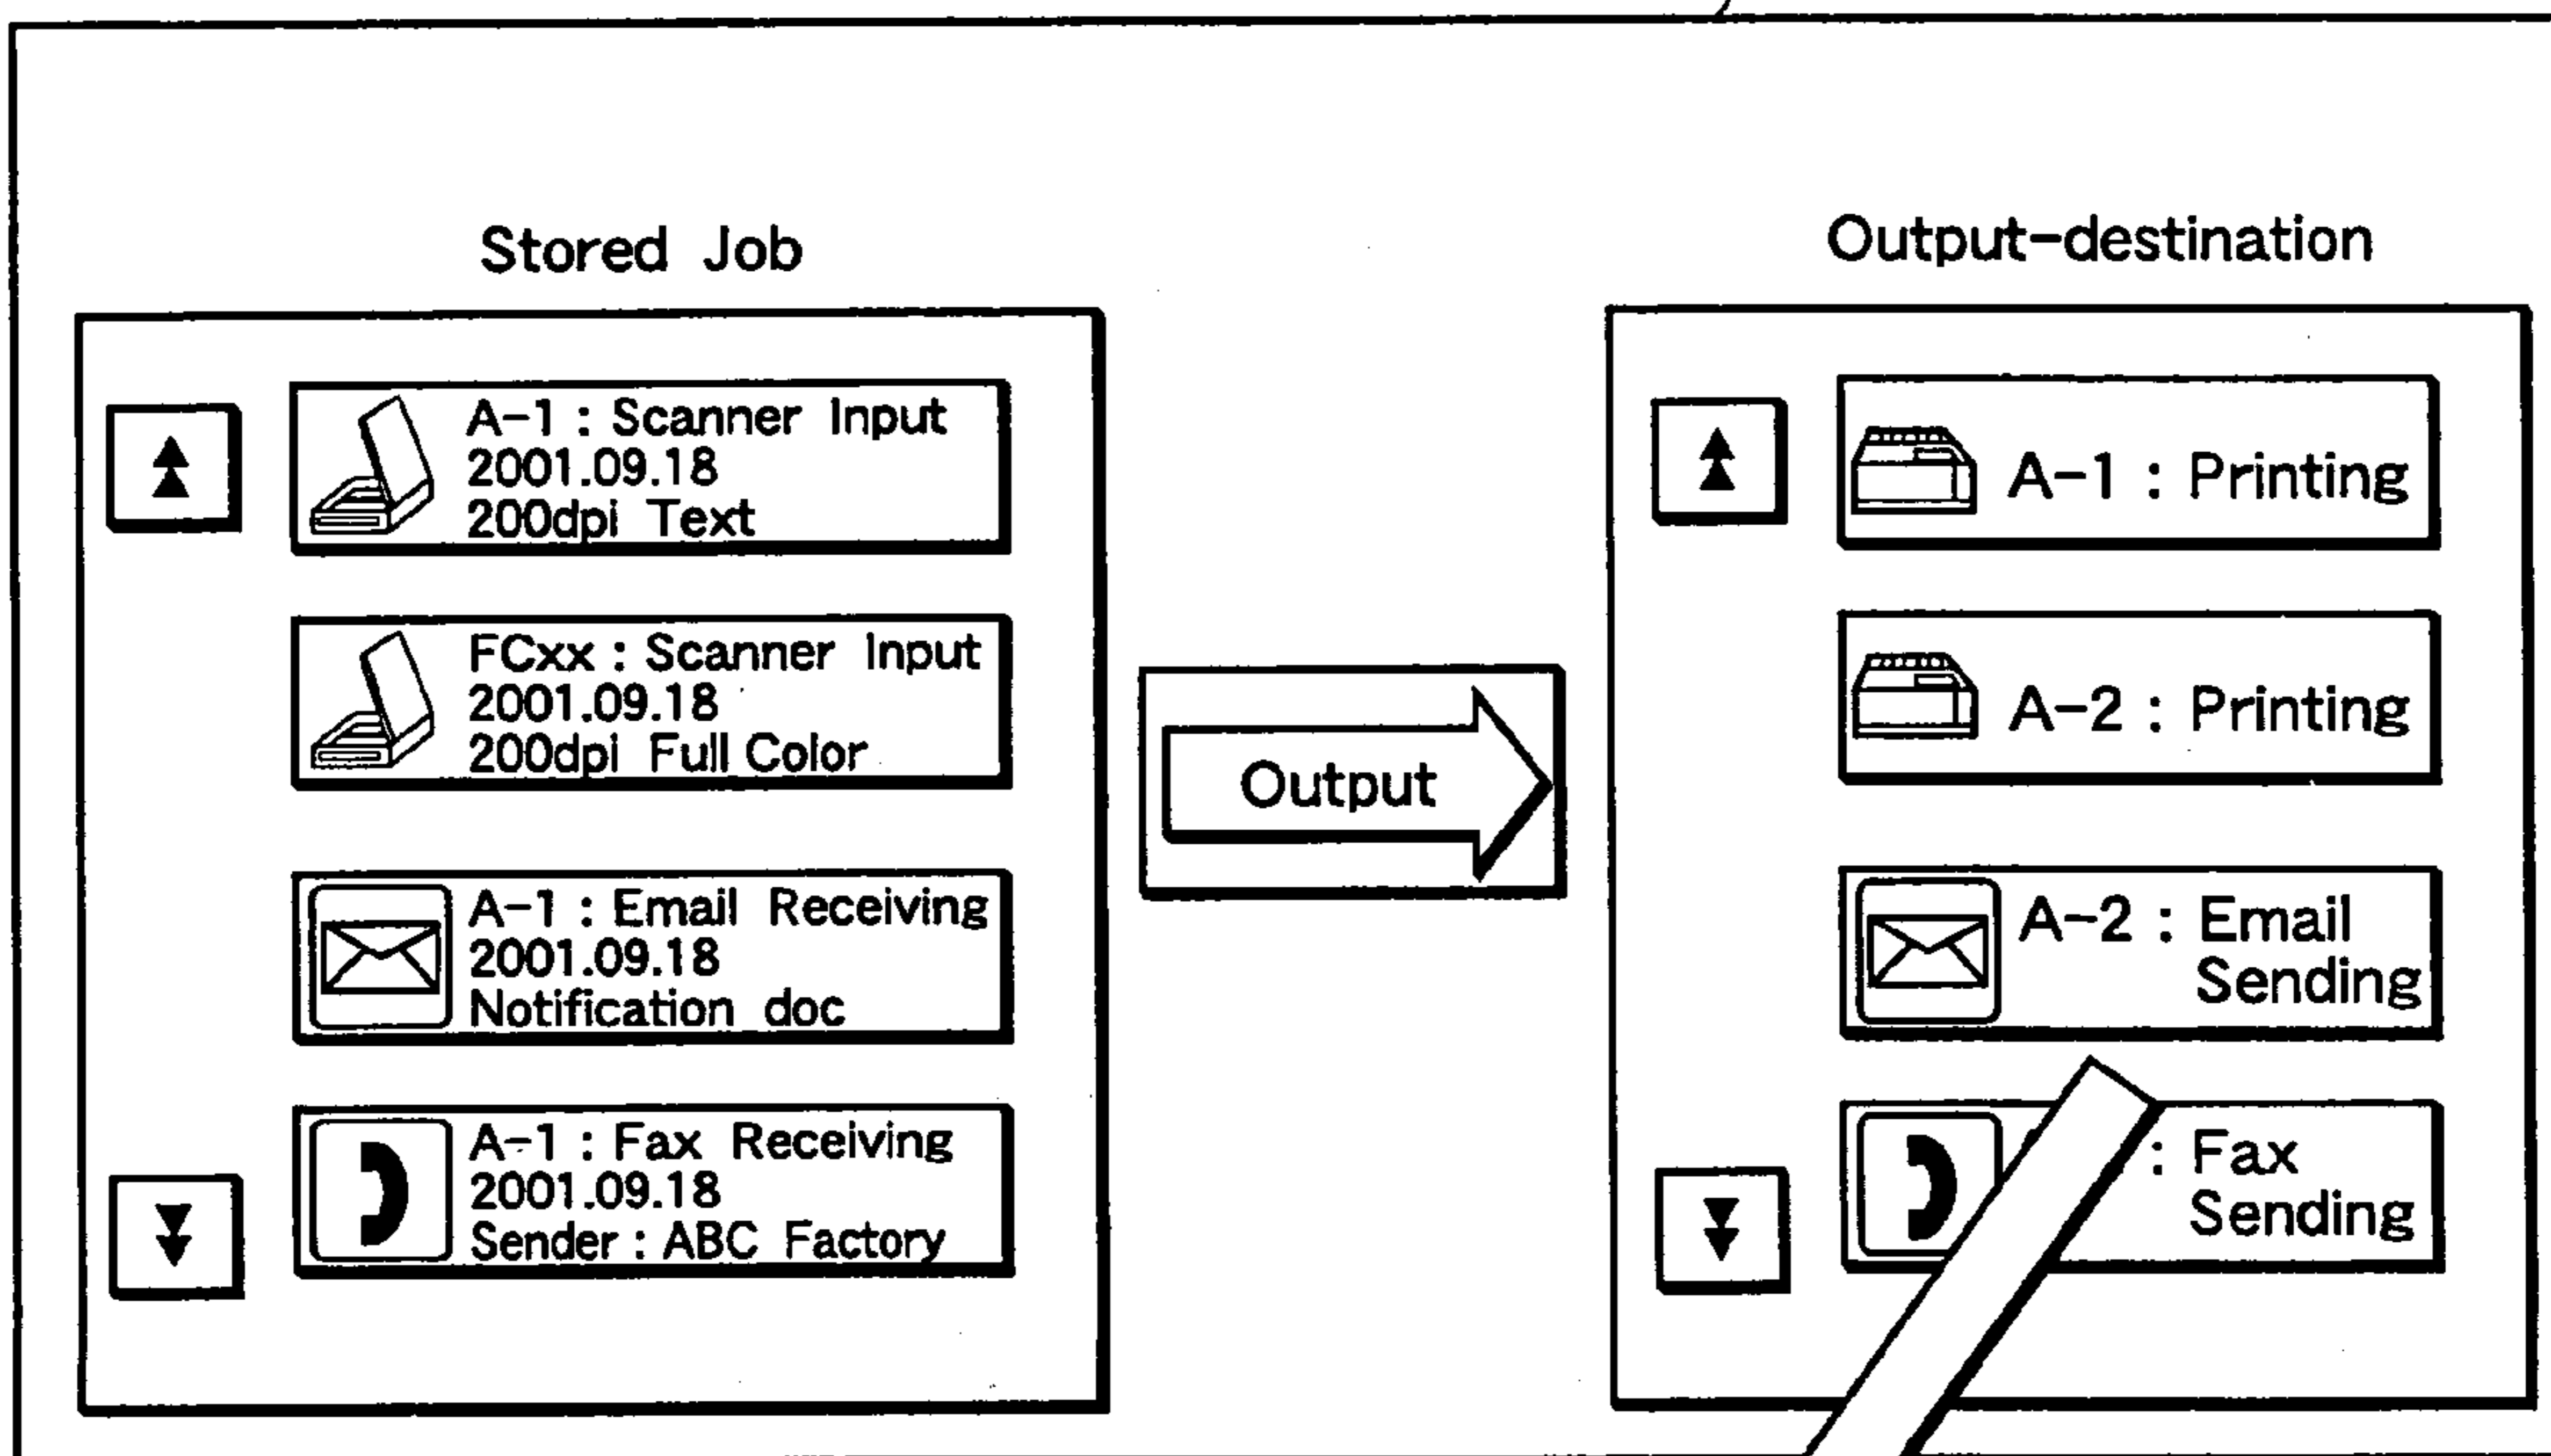 Stored Job
A-1 : Scanner Input
2001.09.18
200dpi Text
FCxx : Scanner Input
2001.09.18
200dpi Full Color
A-1 : Email Receiving
2001.09.18
Notification doc
A-1 : Fax Receiving
2001.09.18
Sender : ABC Factory
Output
Output-destination
A-1 : Printing
A-2 : Printing
A-2 : Email
Sending
: Fax
Sending